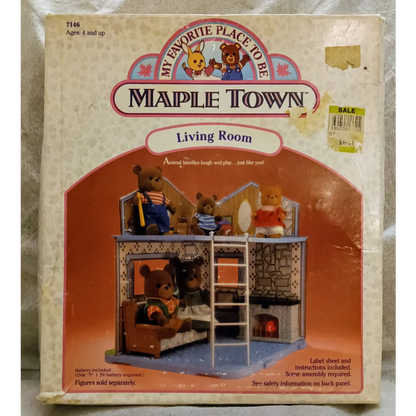 7146
Ages: 4 and up
MY FAVORITE PLACE TO BE
MAPLE TOWN
SALE
Living Room
Animal families laugh and play... just like you!
Battery included.
battery required.)
Figures sold separately.
Label sheet and
instructions included.
Some assembly required.
See safety information on back panel.